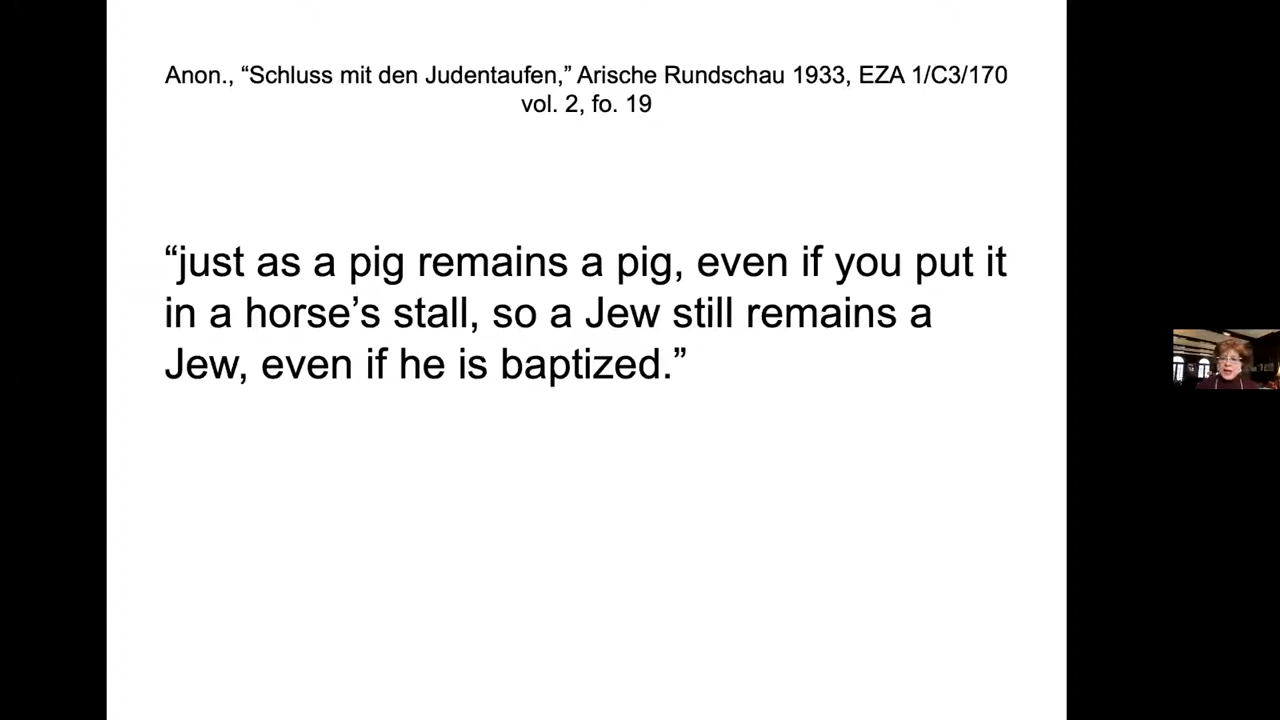 Anon., “Schluss mit den Judentaufen,” Arische Rundschau 1933, EZA 1/C3/170
vol. 2, fo. 19
“just as a pig remains a pig, even if you put it
in a horse’s stall, so a Jew still remains a
Jew, even if he is baptized.”